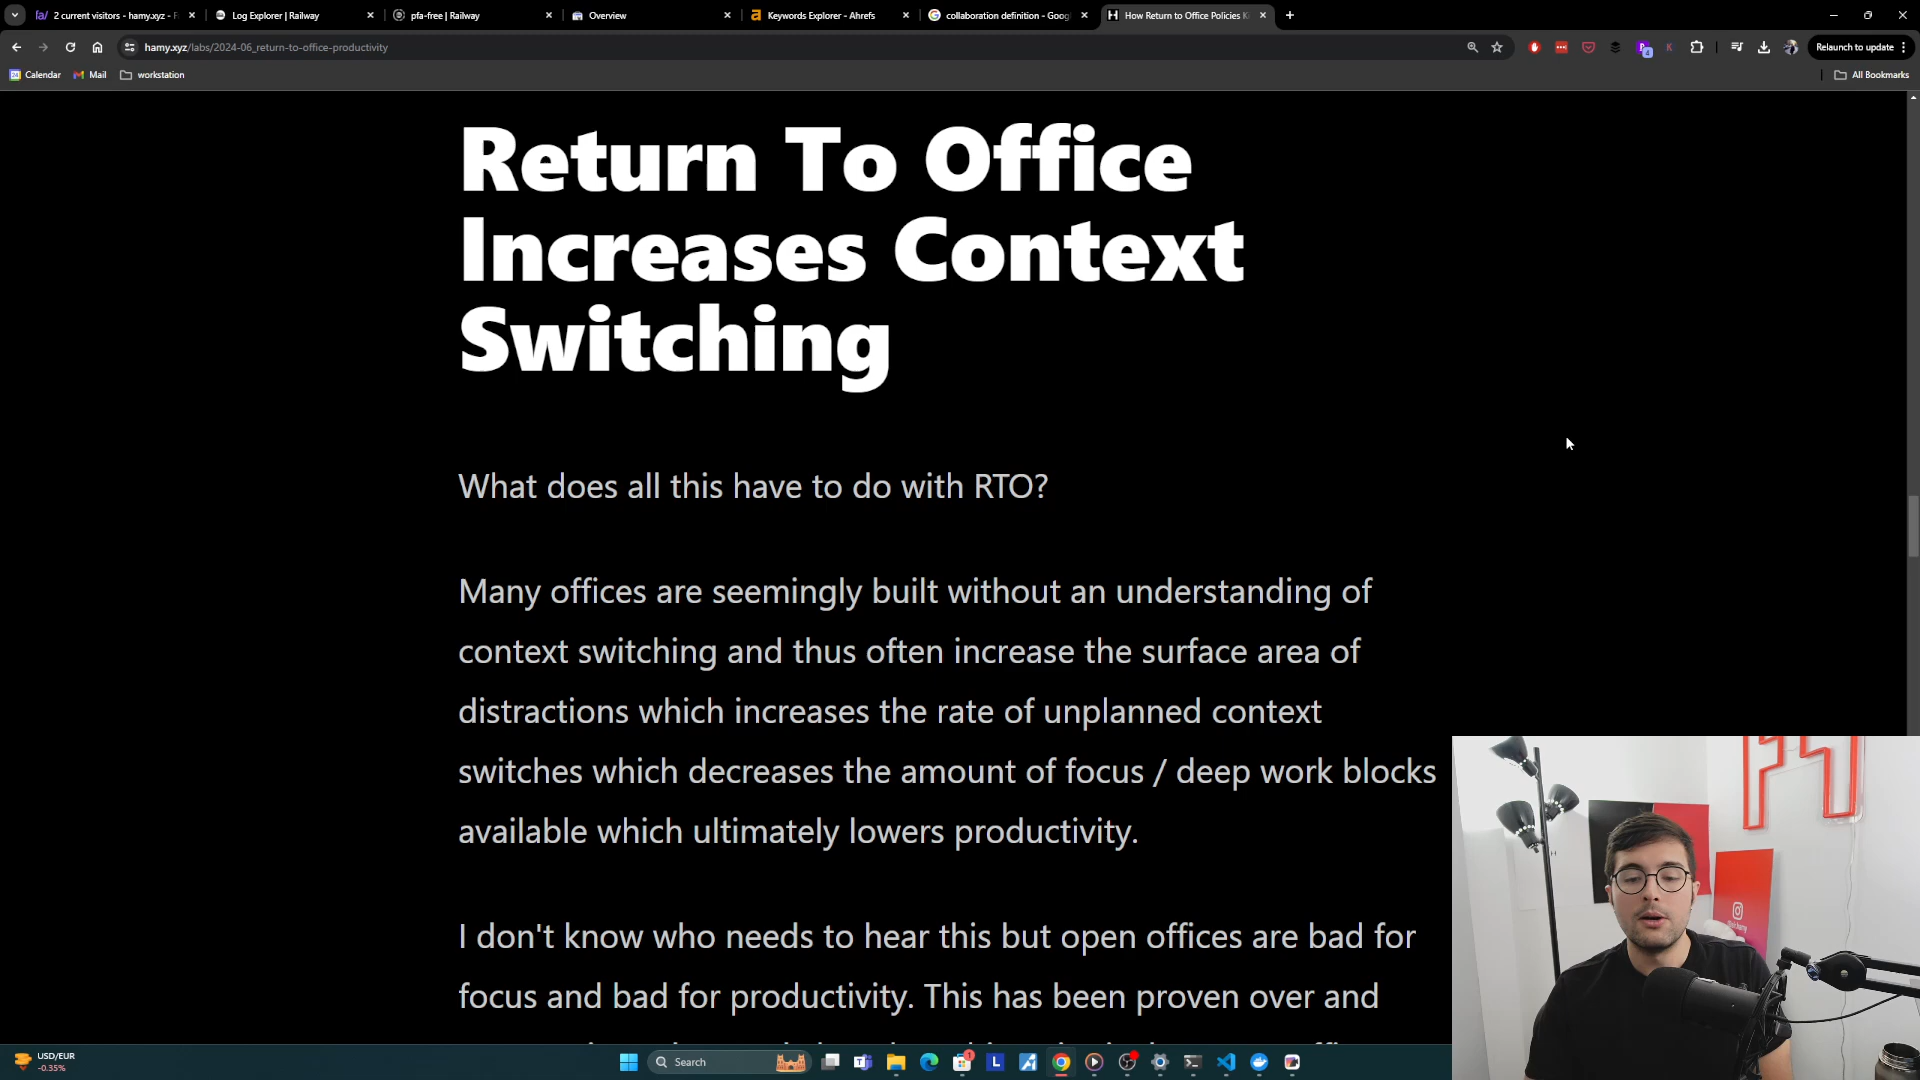 2 current visitors - hamy.xyz - F
Log Explorer | Railway
pfa-free | Railway
Overview
Keywords Explorer - Ahrefs
collaboration definition - Goog
How Return to Office Policies K
hamy.xyz/labs/2024-06_return-to-office-productivity
Relaunch to update
Calendar
Mail
workstation
All Bookmarks
Return To Office
Increases Context
Switching
What does all this have to do with RTO?
Many offices are seemingly built without an understanding of
context switching and thus often increase the surface area of
distractions which increases the rate of unplanned context
switches which decreases the amount of focus / deep work blocks
available which ultimately lowers productivity.
I don't know who needs to hear this but open offices are bad for
focus and bad for productivity. This has been proven over and
USD/EUR
-0.35%
Search